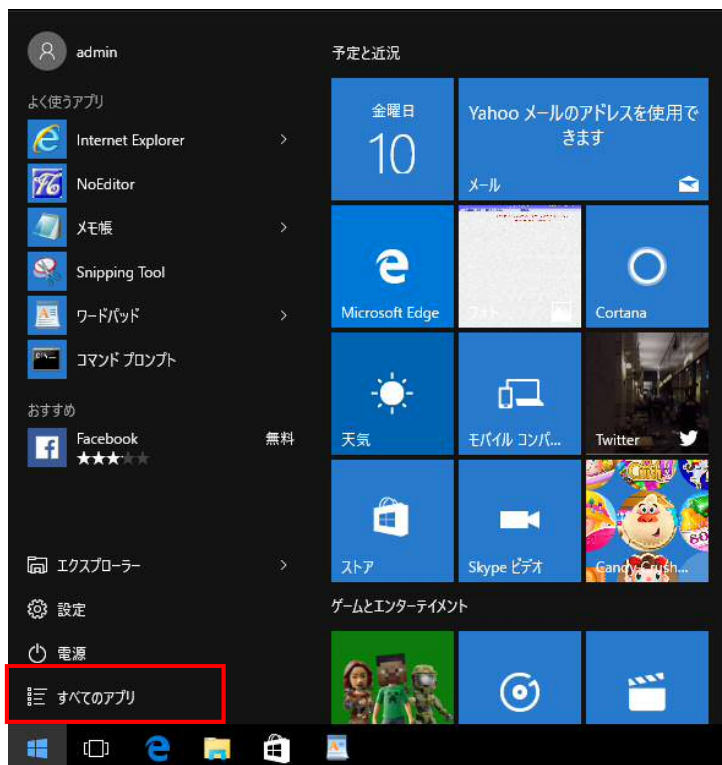 admin
よく使うアプリ
Internet Explorer
NoEditor
メモ帳
Snipping Tool
ワードパッド
コマンド プロンプト
おすすめ
Facebook
無料
エクスプローラー
設定
電源
すべてのアプリ
予定と近況
金曜日
10
Yahoo メールのアドレスを使用で
きます
メール
Microsoft Edge
フォト
Cortana
天気
モバイル コンパ...
Twitter
ストア
Skype ビデオ
Candy Crush...
ゲームとエンターテイメント